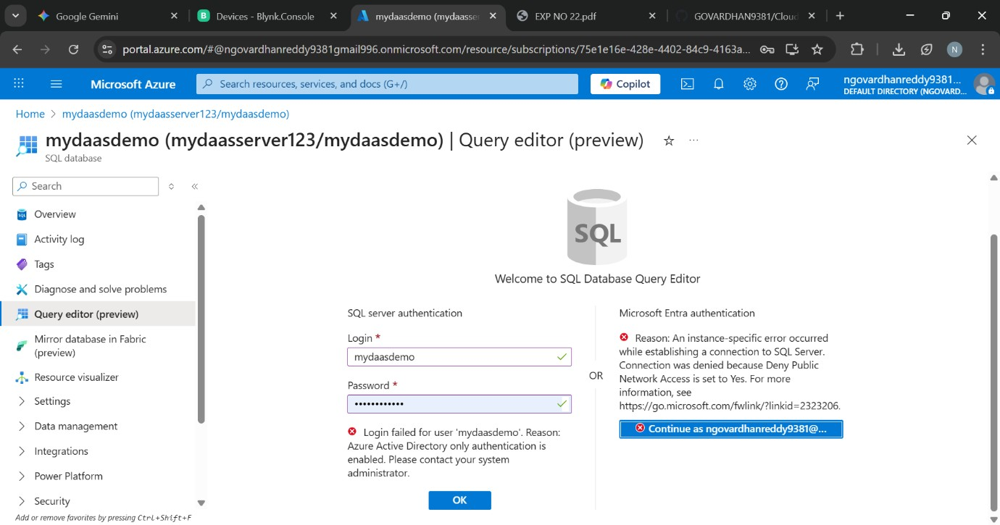 Google Gemini
Devices - Blynk.Console
mydaasdemo (mydaasser
EXP NO 22.pdf
GOVARDHAN9381/Cloud
portal.azure.com/#@ngovardhanreddy9381gmail996.onmicrosoft.com/resource/subscriptions/75e1e16e-428e-4402-84c9-4163a...
N
Microsoft Azure
Search resources, services, and docs (G+/)
Copilot
ngovardhanreddy9381...
DEFAULT DIRECTORY (NGOVARD...
Home > mydaasdemo (mydaasserver123/mydaasdemo)
mydaasdemo (mydaasserver123/mydaasdemo) | Query editor (preview)
SQL database
Search
Overview
Activity log
Tags
Diagnose and solve problems
Query editor (preview)
Mirror database in Fabric
(preview)
Resource visualizer
Settings
Data management
Integrations
Power Platform
Security
Add or remove favorites by pressing Ctrl+Shift+F
SQL
Welcome to SQL Database Query Editor
SQL server authentication
Login *
mydaasdemo
Password *
••••••••••••
Login failed for user 'mydaasdemo'. Reason:
Azure Active Directory only authentication is
enabled. Please contact your system
administrator.
OK
OR
Microsoft Entra authentication
Reason: An instance-specific error occurred
while establishing a connection to SQL Server.
Connection was denied because Deny Public
Network Access is set to Yes. For more
information, see
https://go.microsoft.com/fwlink/?linkid=2323206.
Continue as ngovardhanreddy9381@...